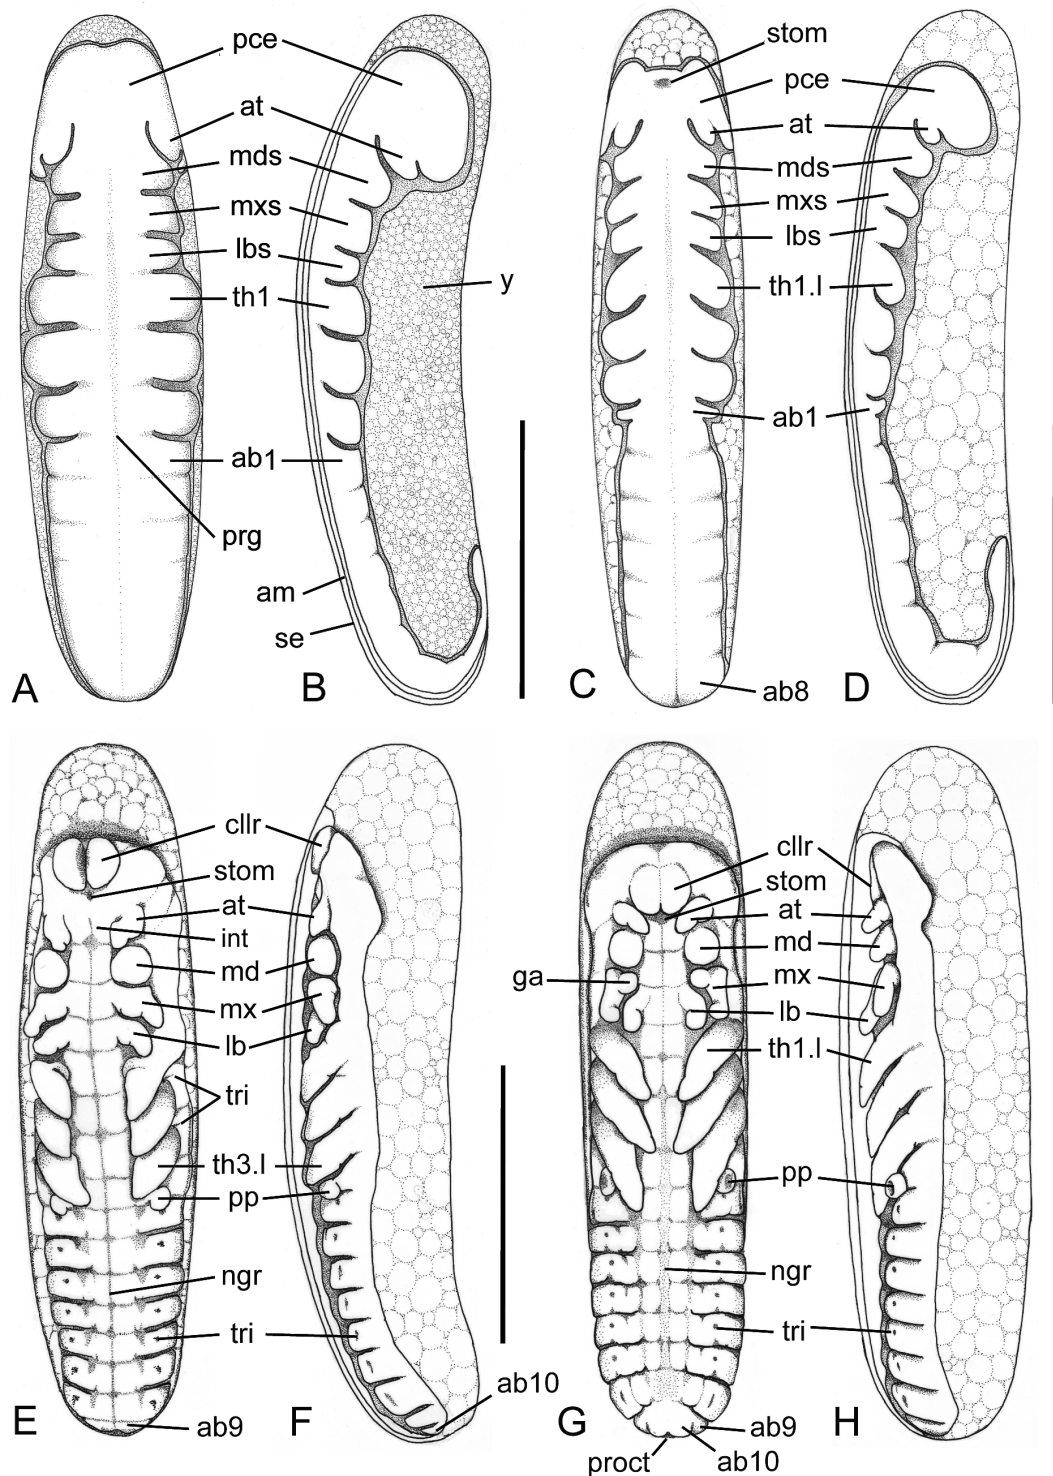 pce
at
mds
mxs
lbs
th1
y
ab1
prg
am
se
A
B
stom
pce
at
mds
mxs
lbs
th1.l
ab1
ab8
C
D
cllr
stom
at
int
md
mx
lb
tri
th3.l
pp
ngr
tri
ab10
ab9
E
F
cllr
stom
at
md
ga
mx
lb
th1.l
pp
ngr
tri
ab9
ab10
proct
G
H